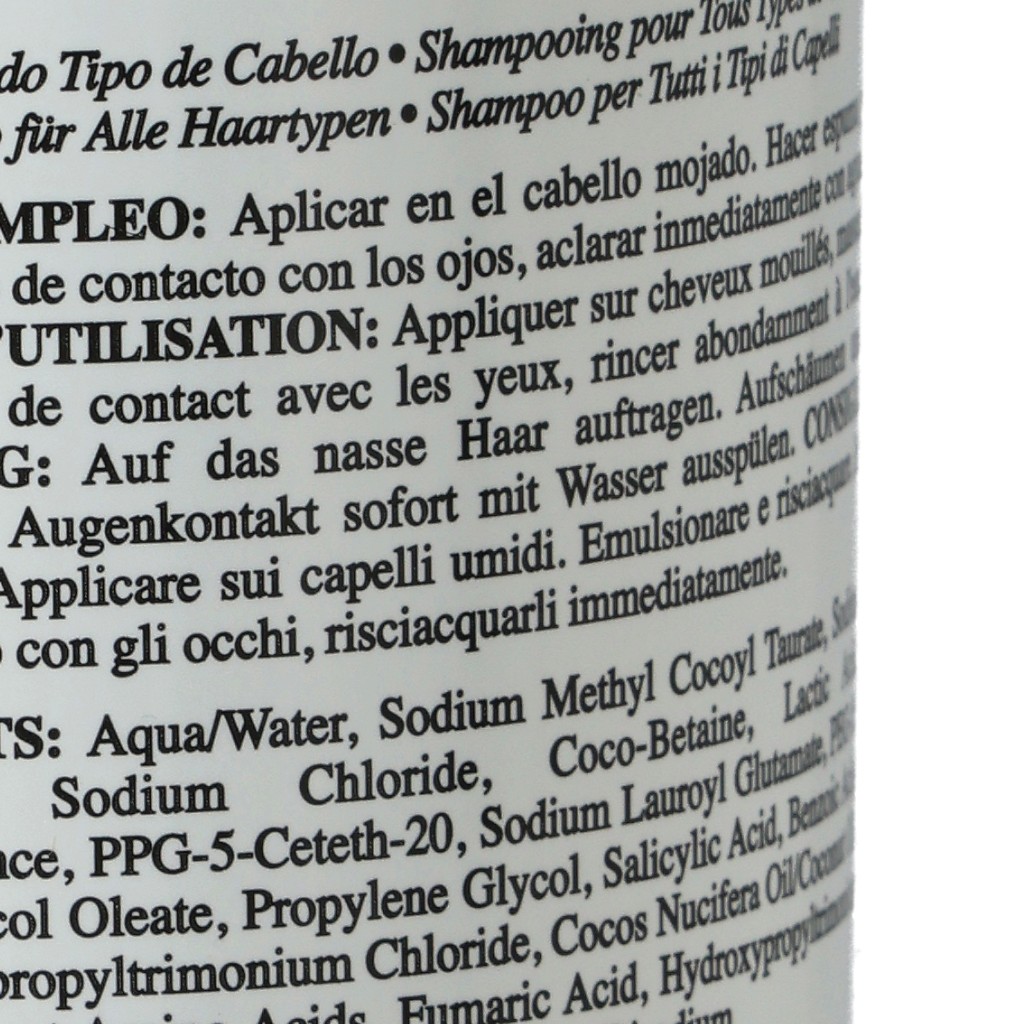 do Tipo de Cabello • Shampooing pour Tous Types
für Alle Haartypen • Shampoo per Tutti i Tipi di Capelli
MPLEO: Aplicar en el cabello mojado. Hacer
de contacto con los ojos, aclarar inmediatamente con
'UTILISATION: Appliquer sur cheveux mouillés,
de contact avec les yeux, rincer abondamment à
G: Auf das nasse Haar auftragen. Aufschäumen
Augenkontakt sofort mit Wasser ausspülen.
Applicare sui capelli umidi. Emulsionare e
con gli occhi, risciacquarli immediatamente.
TS: Aqua/Water, Sodium Methyl Cocoyl Taurate,
Sodium Chloride, Coco-Betaine, Lactic
nce, PPG-5-Ceteth-20, Sodium Lauroyl Glutamate,
col Oleate, Propylene Glycol, Salicylic Acid, Benzoic
propyltrimonium Chloride, Cocos Nucifera Oil/Coconut
Acids, Fumaric Acid,